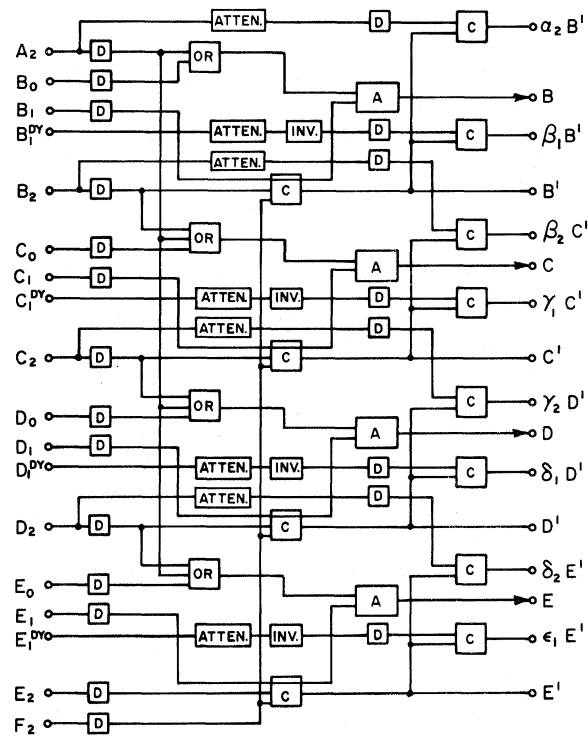 ATTEN. D C α₂ B'
A₂ D OR
B₀ D
B₁ D A B
B₁ᴰʸ ATTEN. INV. D C β₁B'
ATTEN. D
B₂ D C B'
OR C β₂ C'
C₀ D
C₁ D A C
C₁ᴰʸ ATTEN. INV. D C γ₁ C'
ATTEN. D
C₂ D C C'
OR C γ₂ D'
D₀ D
D₁ D A D
D₁ᴰʸ ATTEN. INV. D C δ₁ D'
ATTEN. D
D₂ D C D'
OR C δ₂ E'
E₀ D
E₁ D A E
E₁ᴰʸ ATTEN. INV. D C ϵ₁ E'
E₂ D C E'
F₂ D